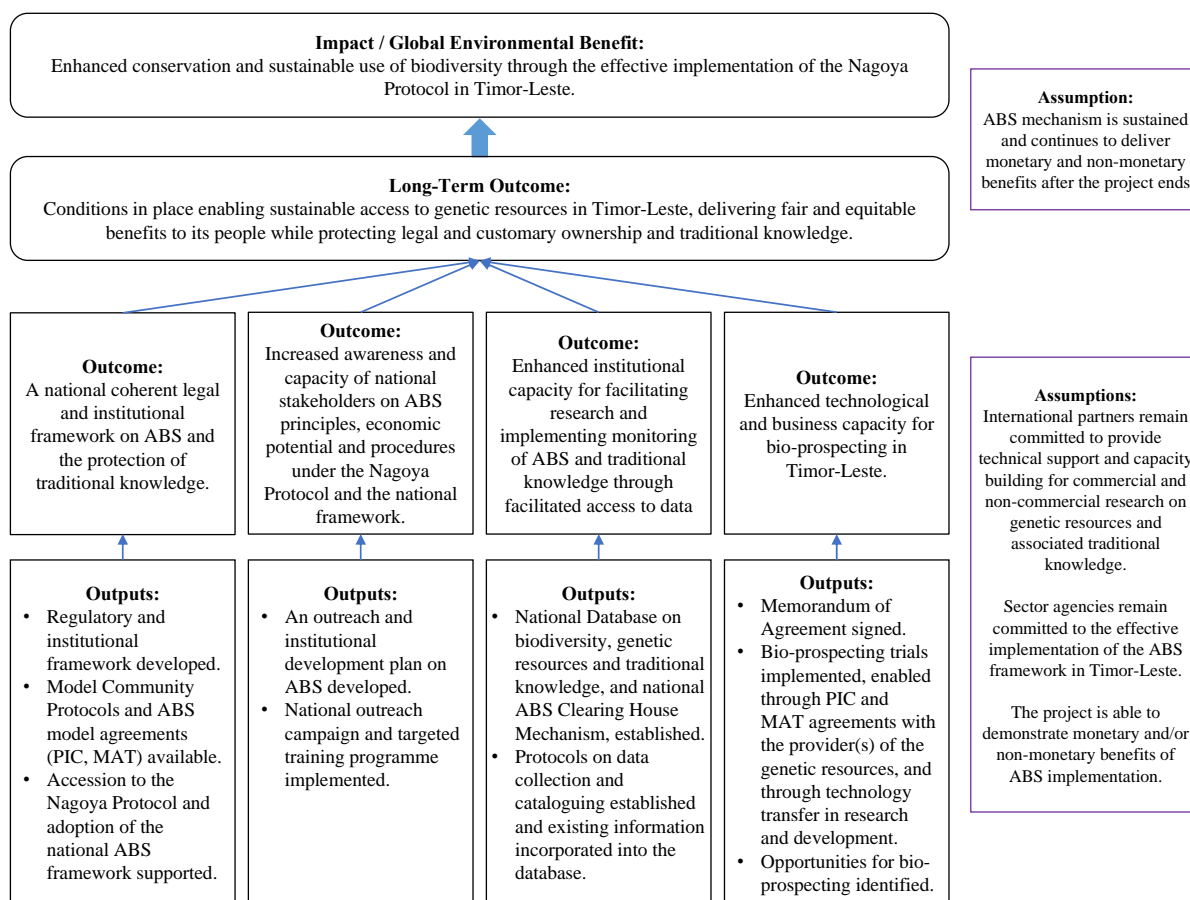 Impact / Global Environmental Benefit:
Enhanced conservation and sustainable use of biodiversity through the effective implementation of the Nagoya
Protocol in Timor-Leste.
Assumption:
ABS mechanism is sustained
and continues to deliver
monetary and non-monetary
benefits after the project ends
Long-Term Outcome:
Conditions in place enabling sustainable access to genetic resources in Timor-Leste, delivering fair and equitable
benefits to its people while protecting legal and customary ownership and traditional knowledge.
Outcome:
A national coherent legal
and institutional
framework on ABS and
the protection of
traditional knowledge.
Outcome:
Increased awareness and
capacity of national
stakeholders on ABS
principles, economic
potential and procedures
under the Nagoya
Protocol and the national
framework.
Outcome:
Enhanced institutional
capacity for facilitating
research and
implementing monitoring
of ABS and traditional
knowledge through
facilitated access to data
Outcome:
Enhanced technological
and business capacity for
bio-prospecting in
Timor-Leste.
Assumptions:
International partners remain
committed to provide
technical support and capacity
building for commercial and
non-commercial research on
genetic resources and
associated traditional
knowledge.
Sector agencies remain
committed to the effective
implementation of the ABS
framework in Timor-Leste.
The project is able to
demonstrate monetary and/or
non-monetary benefits of
ABS implementation.
Outputs:
• Regulatory and
institutional
framework developed.
• Model Community
Protocols and ABS
model agreements
(PIC, MAT) available.
• Accession to the
Nagoya Protocol and
adoption of the
national ABS
framework supported.
Outputs:
• An outreach and
institutional
development plan on
ABS developed.
• National outreach
campaign and targeted
training programme
implemented.
Outputs:
• National Database on
biodiversity, genetic
resources and traditional
knowledge, and national
ABS Clearing House
Mechanism, established.
• Protocols on data
collection and
cataloguing established
and existing information
incorporated into the
database.
Outputs:
• Memorandum of
Agreement signed.
• Bio-prospecting trials
implemented, enabled
through PIC and
MAT agreements with
the provider(s) of the
genetic resources, and
through technology
transfer in research
and development.
• Opportunities for bio-
prospecting identified.